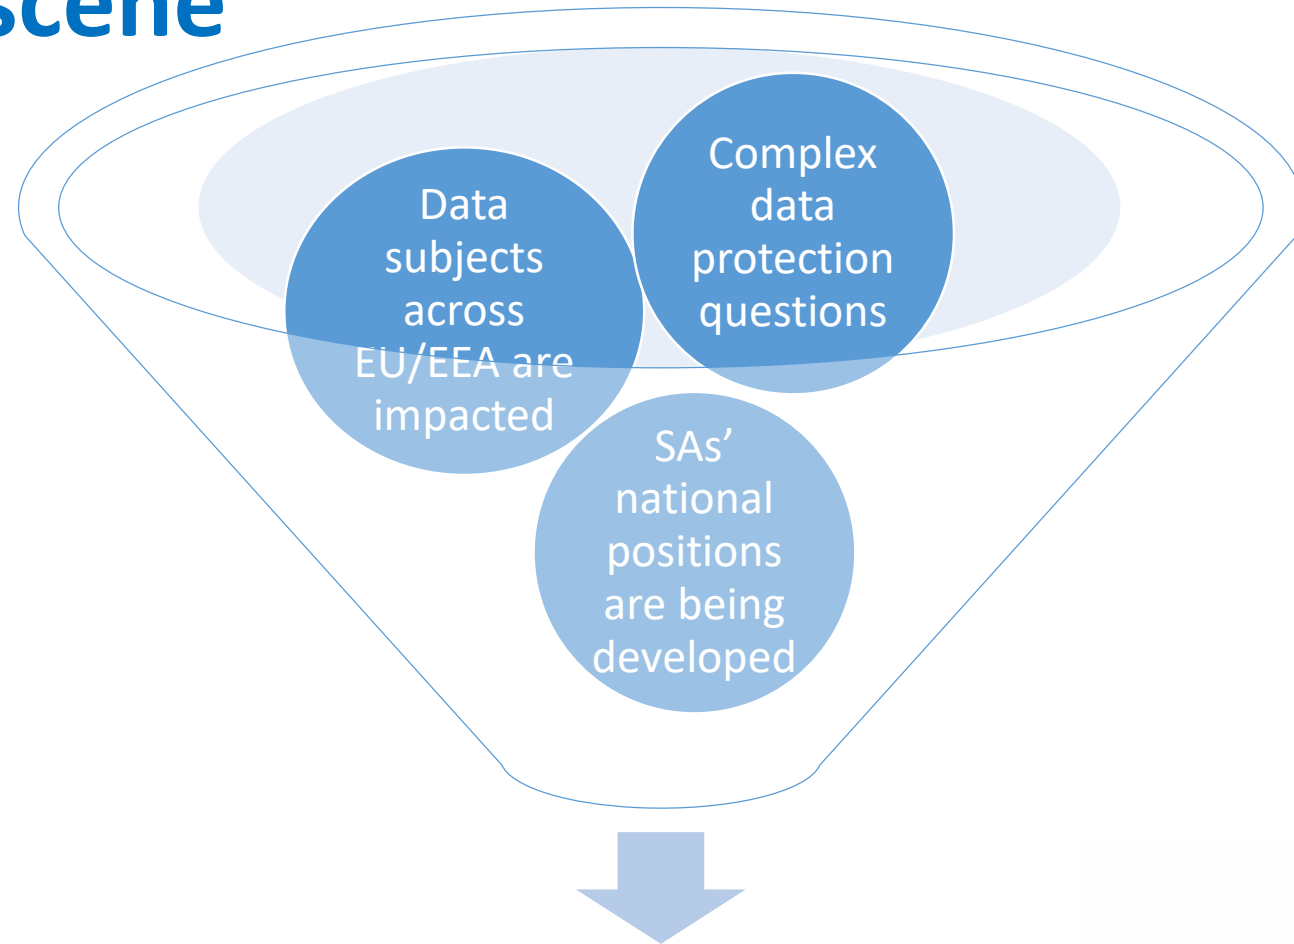 scene
Data
subjects
across
EU/EEA are
impacted
Complex
data
protection
questions
SAs’
national
positions
are being
developed